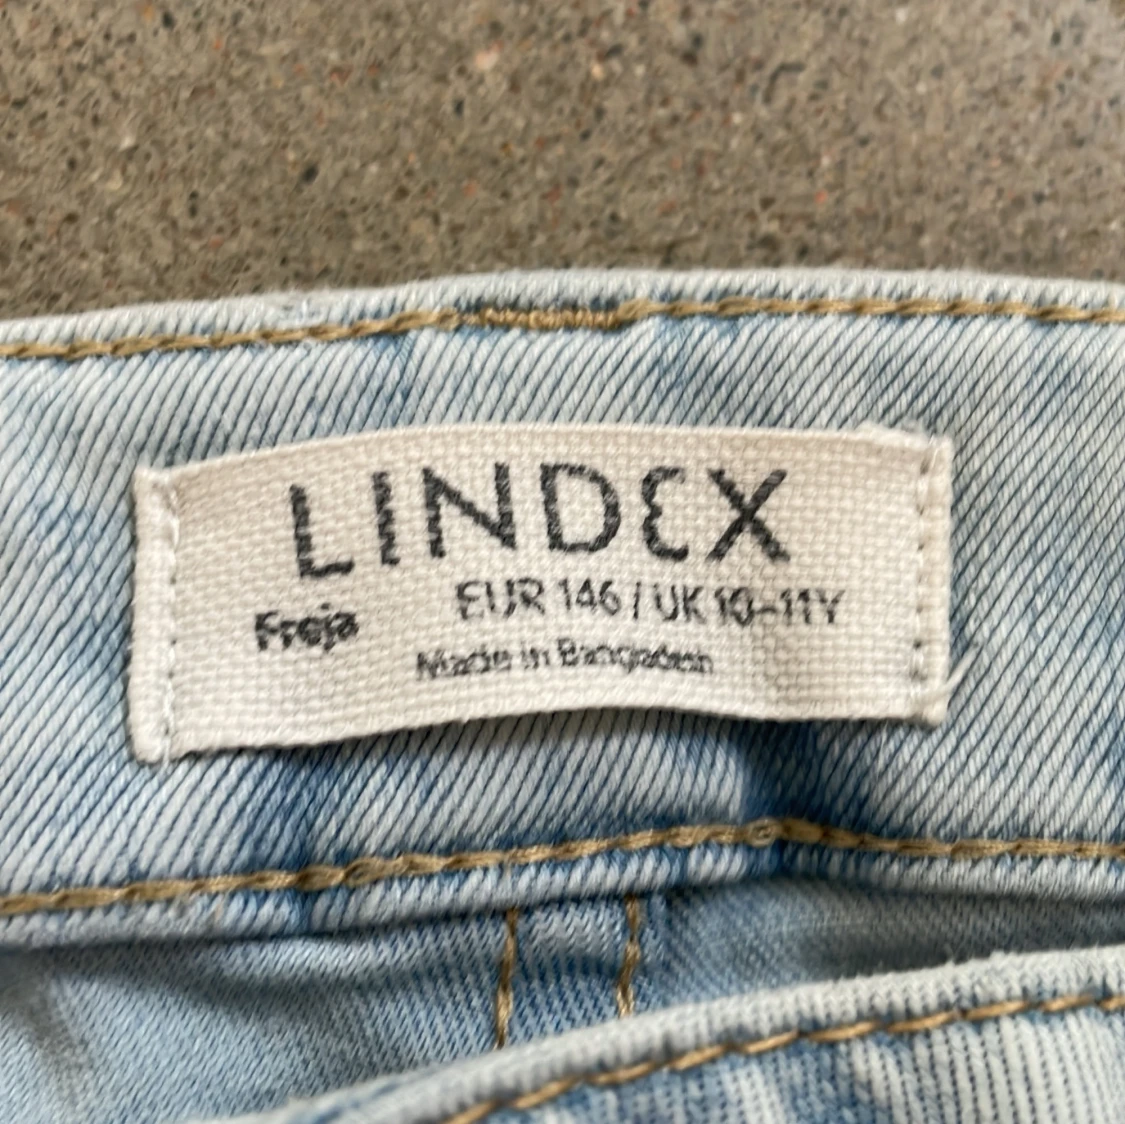 LINDEX
Freja EUR 146 / UK 10-11Y
Made in Bangladesh